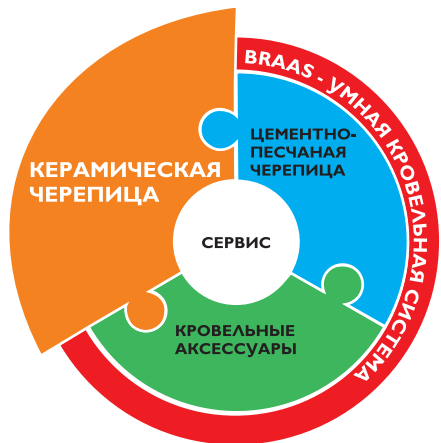 BRAAS - УМНАЯ КРОВЕЛЬНАЯ СИСТЕМА
ЦЕМЕНТНО-
ПЕСЧАНАЯ
ЧЕРЕПИЦА
КЕРАМИЧЕСКАЯ
ЧЕРЕПИЦА
СЕРВИС
КРОВЕЛЬНЫЕ
АКСЕССУАРЫ